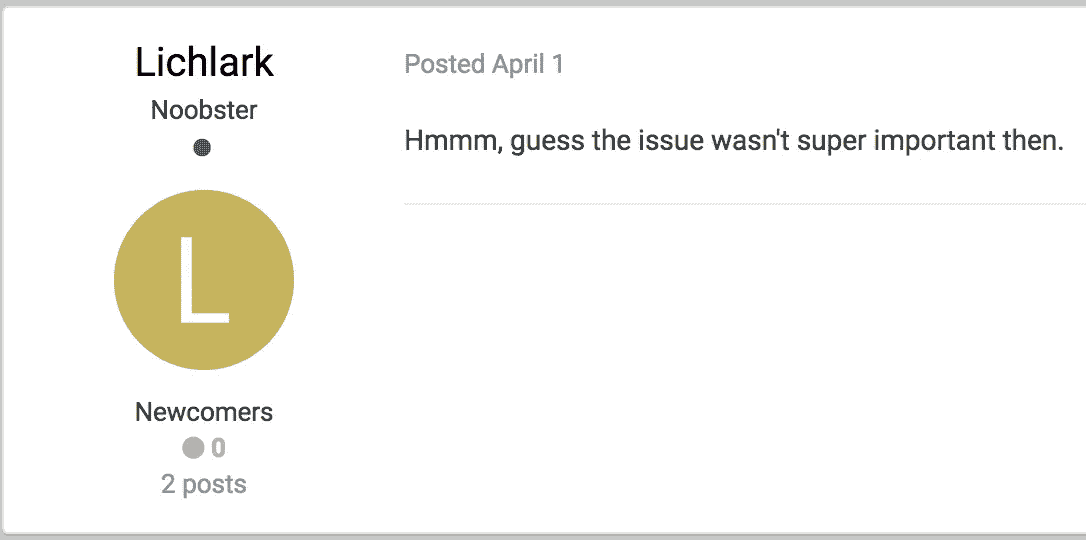 Lichlark
Noobster
L
Newcomers
0
2 posts
Posted April 1
Hmmm, guess the issue wasn't super important then.